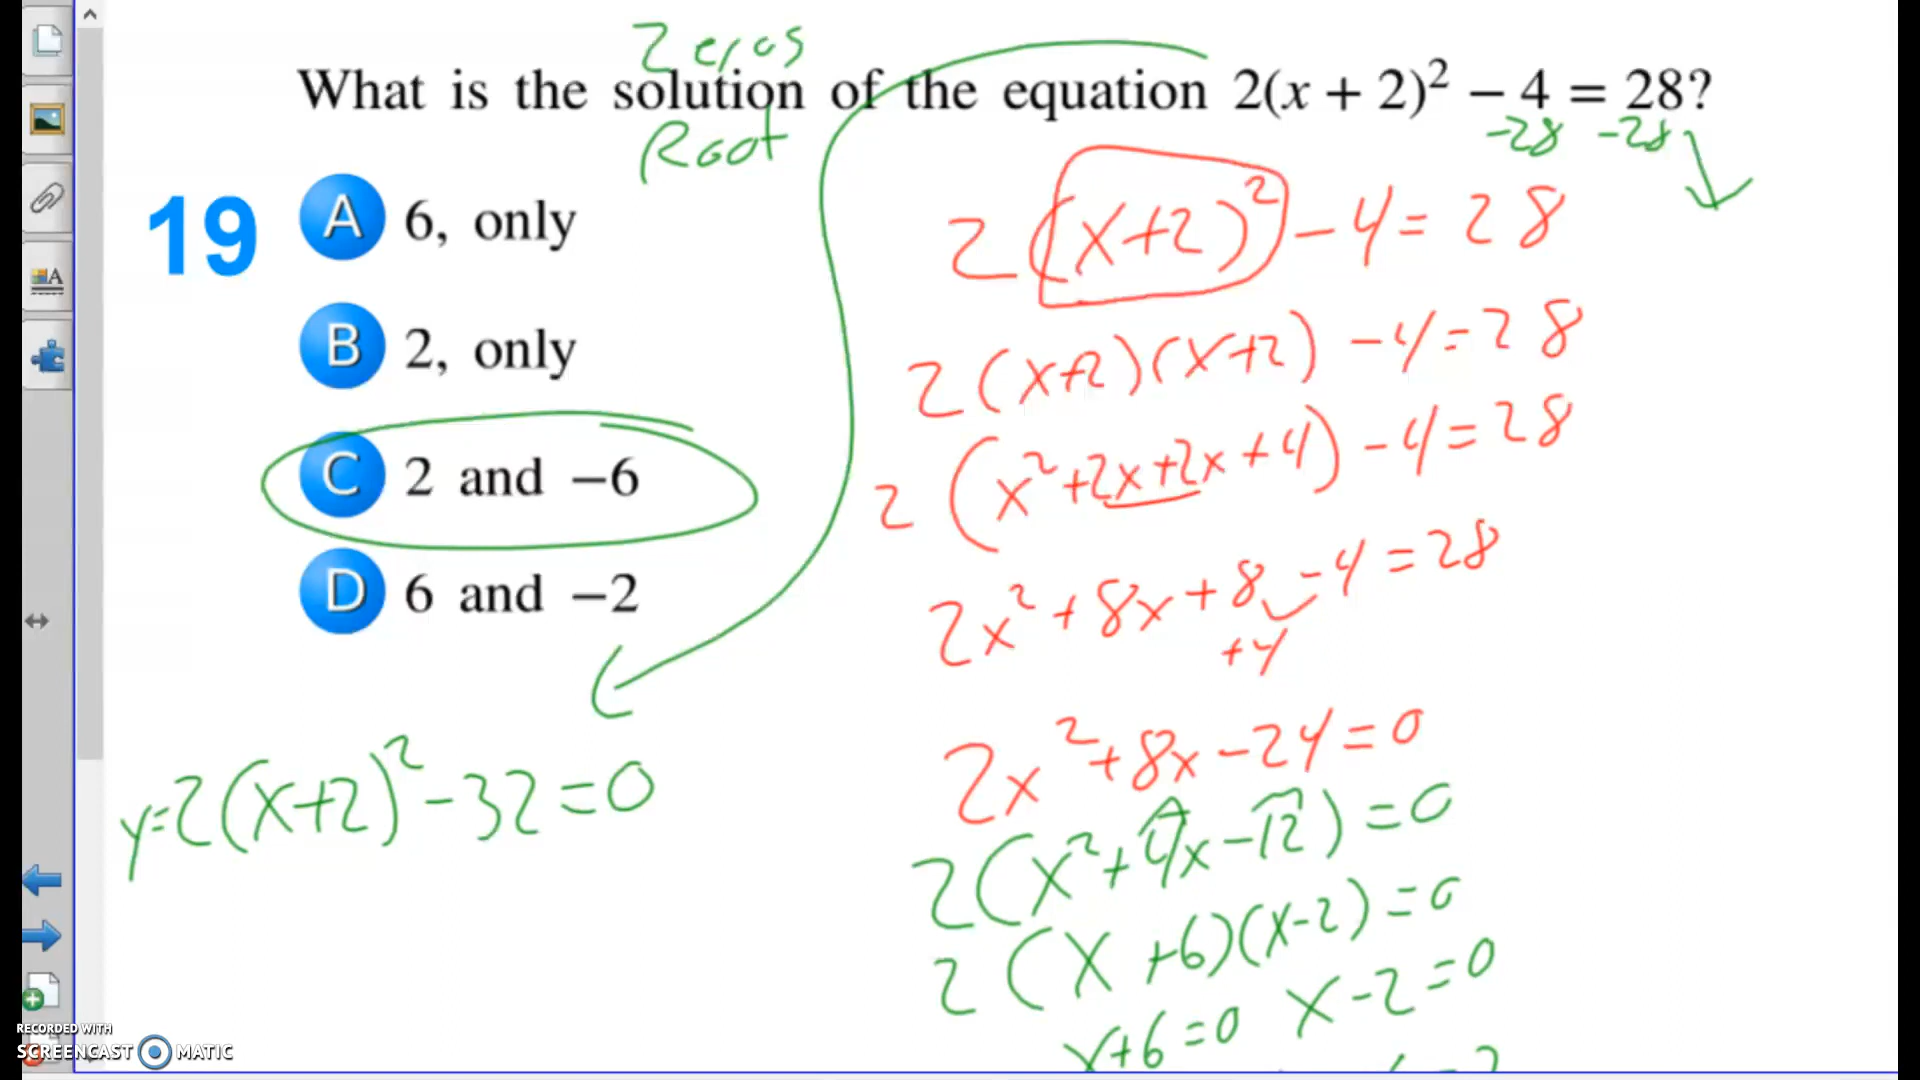 Zeros
What is the solution of the equation 2(x + 2)² − 4 = 28?
Root
-28 -28
19
A 6, only
B 2, only
C 2 and −6
D 6 and −2
2(x+2)²-4=28
2(x+2)(x+2)-4=28
2(x²+2x+2x+4)-4=28
2x²+8x+8-4=28
+4
2x²+8x-24=0
2(x²+4x-12)=0
2(x+6)(x-2)=0
x+6=0 x-2=0
y=2(x+2)²-32=0
RECORDED WITH
SCREENCAST MATIC